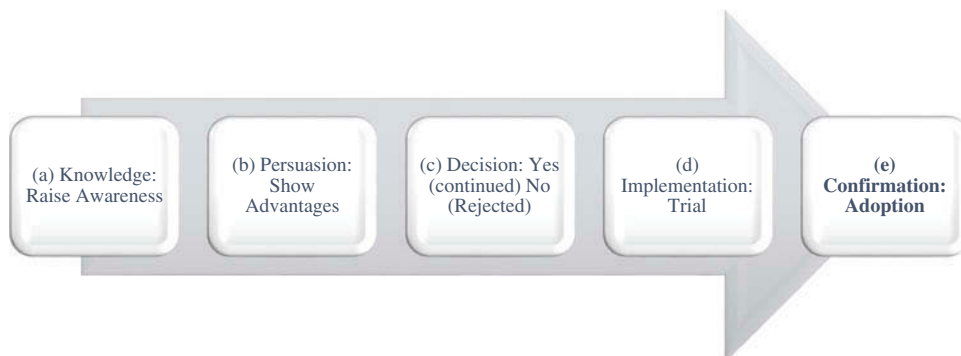 (a) Knowledge:
Raise Awareness
(b) Persuasion:
Show
Advantages
(c) Decision: Yes
(continued) No
(Rejected)
(d)
Implementation:
Trial
(e)
Confirmation:
Adoption